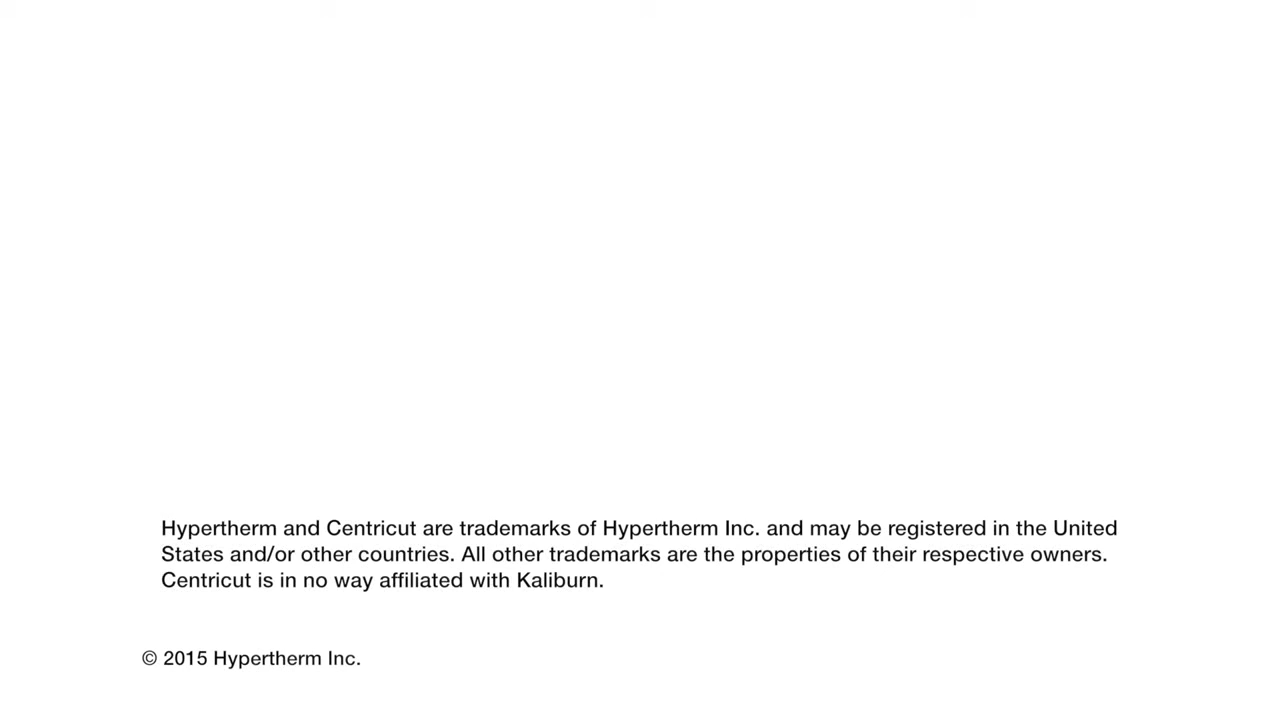 Hypertherm and Centricut are trademarks of Hypertherm Inc. and may be registered in the United
States and/or other countries. All other trademarks are the properties of their respective owners.
Centricut is in no way affiliated with Kaliburn.
© 2015 Hypertherm Inc.